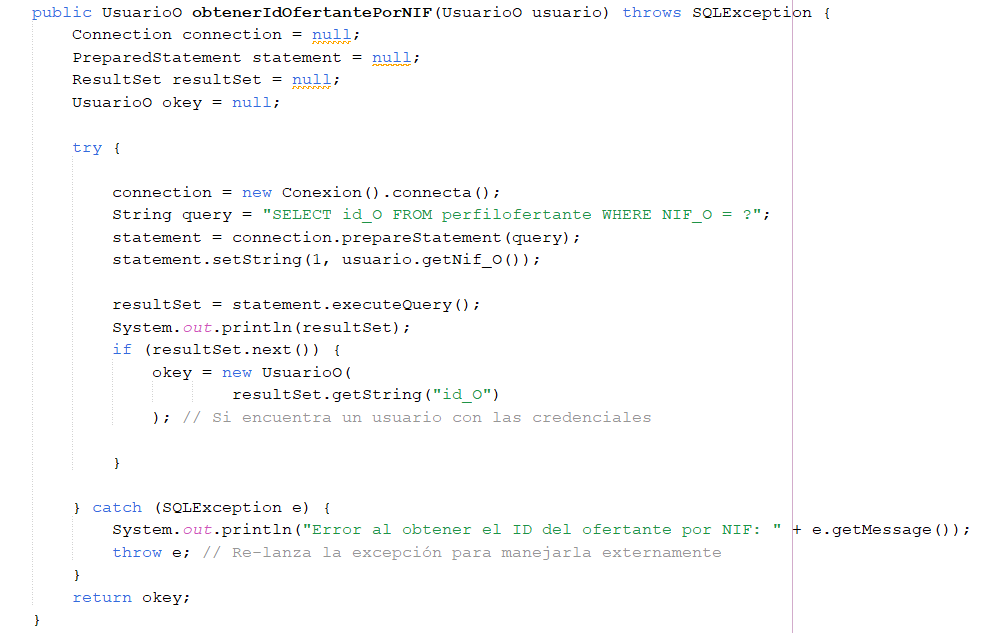 public UsuarioO obtenerIdOfertantePorNIF(UsuarioO usuario) throws SQLException {
Connection connection = null;
PreparedStatement statement = null;
ResultSet resultSet = null;
UsuarioO okey = null;
try {
connection = new Conexion().connecta();
String query = "SELECT id_O FROM perfilofertante WHERE NIF_O = ?";
statement = connection.prepareStatement(query);
statement.setString(1, usuario.getNif_O());
resultSet = statement.executeQuery();
System.out.println(resultSet);
if (resultSet.next()) {
okey = new UsuarioO(
resultSet.getString("id_O")
); // Si encuentra un usuario con las credenciales
}
} catch (SQLException e) {
System.out.println("Error al obtener el ID del ofertante por NIF: " + e.getMessage());
throw e; // Re-lanza la excepción para manejarla externamente
}
return okey;
}